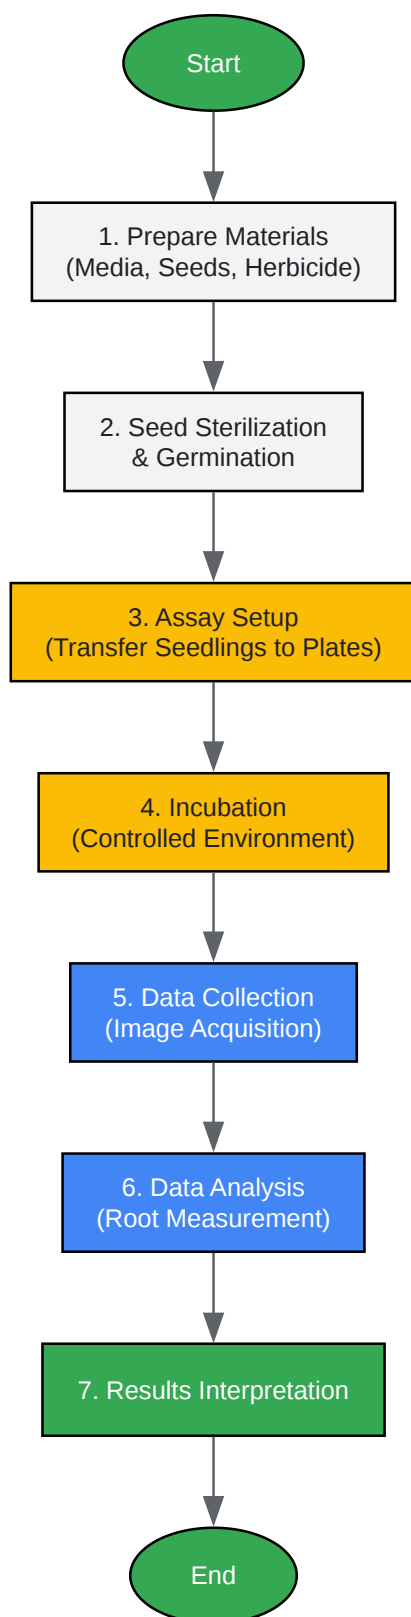 Start
1. Prepare Materials
(Media, Seeds, Herbicide)
2. Seed Sterilization
& Germination
3. Assay Setup
(Transfer Seedlings to Plates)
4. Incubation
(Controlled Environment)
5. Data Collection
(Image Acquisition)
6. Data Analysis
(Root Measurement)
7. Results Interpretation
End